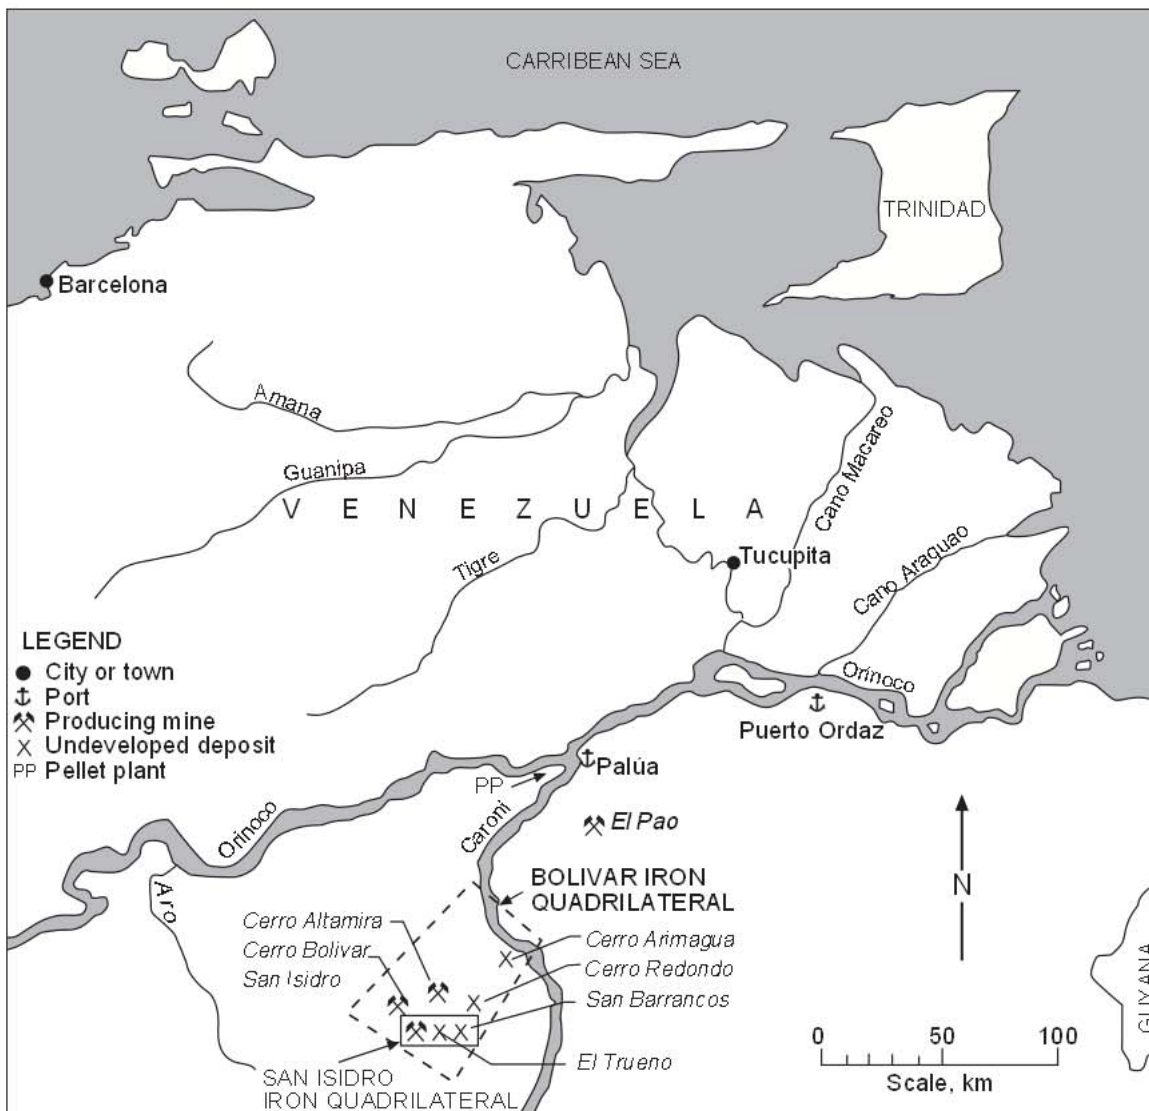 CARRIBEAN SEA
TRINIDAD
Barcelona
Amana
Guanipa
VENEZUELA
Cano Macareo
Tigre
Tucupita
Cano Araquao
LEGEND
City or town
Port
Producing mine
Undeveloped deposit
PP Pellet plant
Orinoco
Puerto Ordaz
Palúa
PP
Caroni
El Pao
Orinoco
Aro
BOLIVAR IRON
QUADRILATERAL
N
Cerro Altamira
Cerro Bolivar
San Isidro
Cerro Arimagua
Cerro Redondo
San Barrancos
El Trueno
SAN ISIDRO
IRON QUADRILATERAL
GUYANA
0 50 100
Scale, km